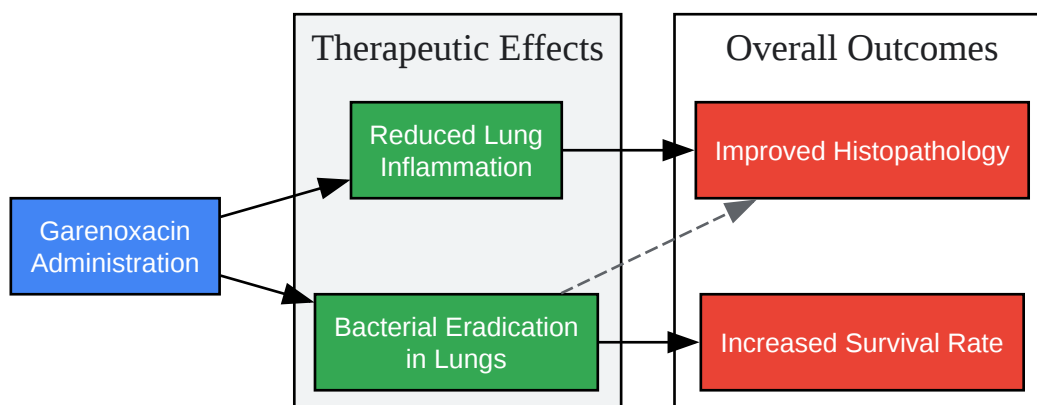 Therapeutic Effects
Overall Outcomes
Reduced Lung
Inflammation
Improved Histopathology
Garenoxacin
Administration
Bacterial Eradication
in Lungs
Increased Survival Rate